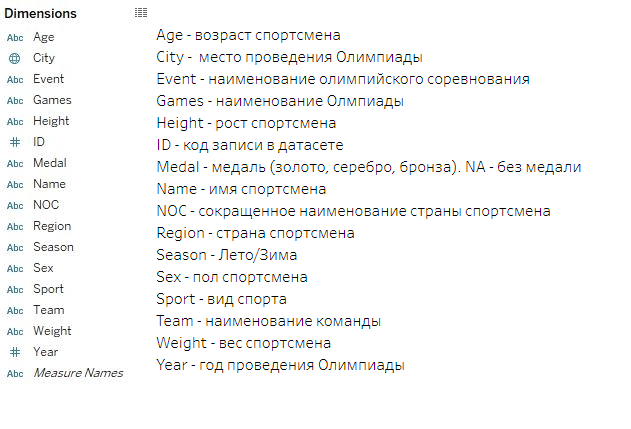 Dimensions
Abc Age
City
Abc Event
Abc Games
Abc Height
# ID
Abc Medal
Abc Name
Abc NOC
Abc Region
Abc Season
Abc Sex
Abc Sport
Abc Team
Abc Weight
# Year
Abc Measure Names
Age - возраст спортсмена
City - место проведения Олимпиады
Event - наименование олимпийского соревнования
Games - наименование Олмпиады
Height - рост спортсмена
ID - код записи в датасете
Medal - медаль (золото, серебро, бронза). NA - без медали
Name - имя спортсмена
NOC - сокращенное наименование страны спортсмена
Region - страна спортсмена
Season - Лето/Зима
Sex - пол спортсмена
Sport - вид спорта
Team - наименование команды
Weight - вес спортсмена
Year - год проведения Олимпиады